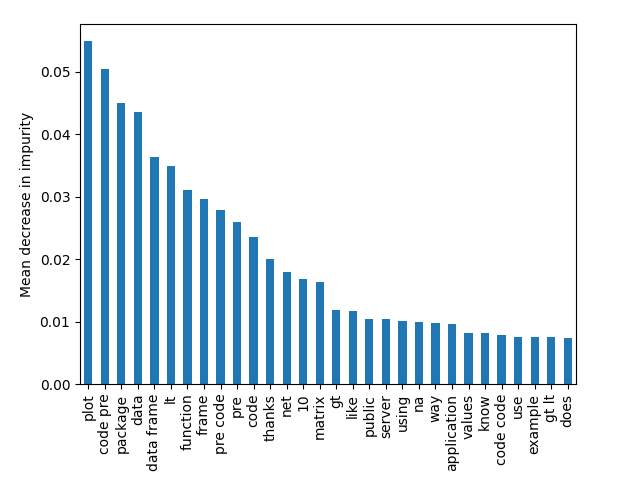 Mean decrease in impurity
0.05
0.04
0.03
0.02
0.01
0.00
plot
code pre
package
data
data frame
lt
function
frame
pre code
pre
code
thanks
net
10
matrix
gt
like
public
server
using
na
way
application
values
know
code code
use
example
gt lt
does